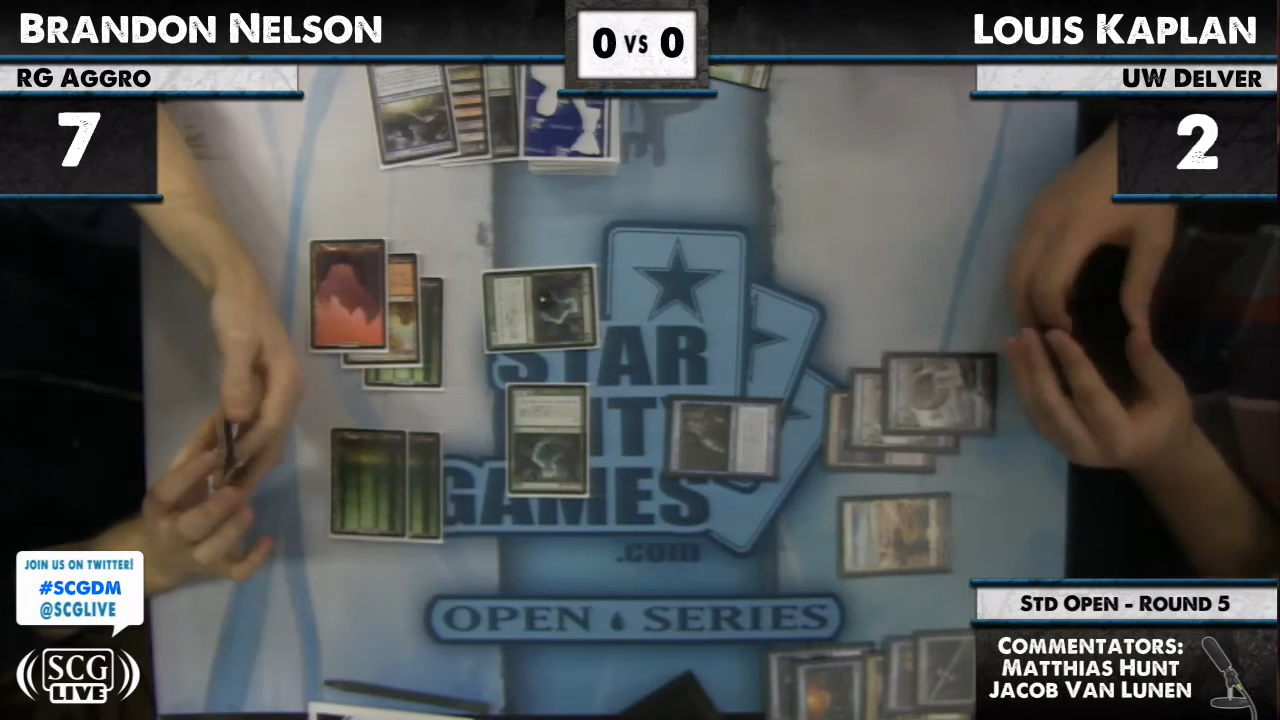 BRANDON NELSON
0 VS 0
LOUIS KAPLAN
RG AGGRO
UW DELVER
7
2
STAR
CITY
GAMES
.com
OPEN SERIES
JOIN US ON TWITTER!
#SCGDM
@SCGLIVE
SCG
LIVE
STD OPEN - ROUND 5
COMMENTATORS:
MATTHIAS HUNT
JACOB VAN LUNEN